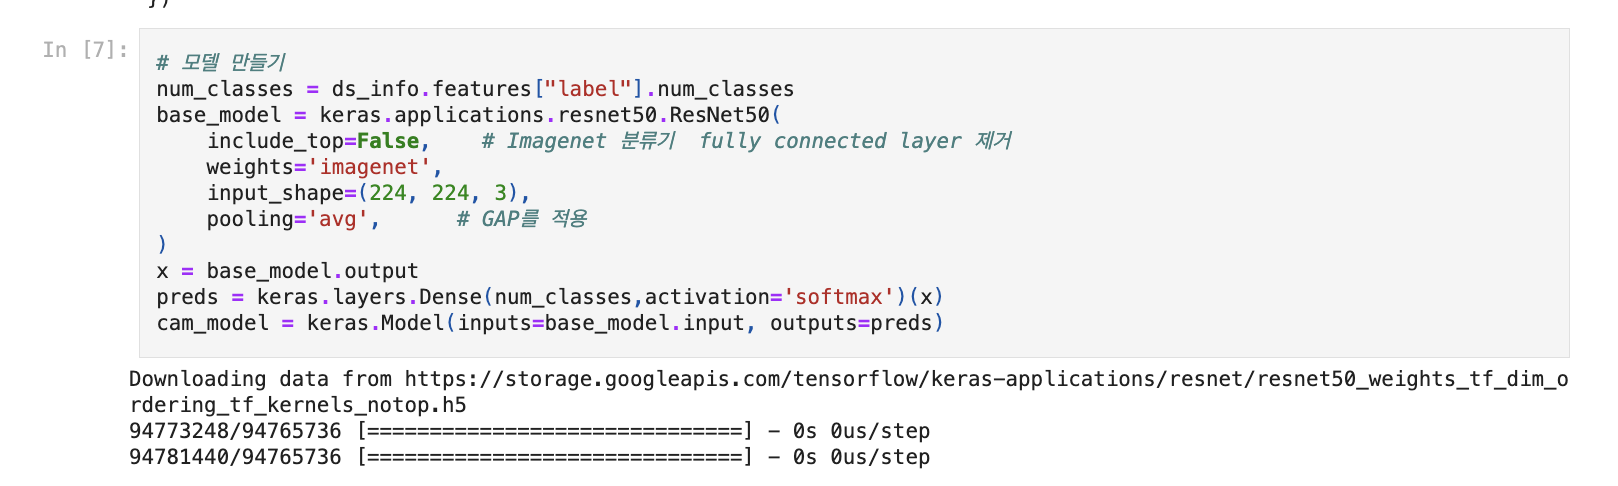 })
In [7]:
# 모델 만들기
num_classes = ds_info.features["label"].num_classes
base_model = keras.applications.resnet50.ResNet50(
    include_top=False,    # Imagenet 분류기  fully connected layer 제거
    weights='imagenet',
    input_shape=(224, 224, 3),
    pooling='avg',      # GAP를 적용
)
x = base_model.output
preds = keras.layers.Dense(num_classes,activation='softmax')(x)
cam_model = keras.Model(inputs=base_model.input, outputs=preds)
Downloading data from https://storage.googleapis.com/tensorflow/keras-applications/resnet/resnet50_weights_tf_dim_o
rdering_tf_kernels_notop.h5
94773248/94765736 [==============================] - 0s 0us/step
94781440/94765736 [==============================] - 0s 0us/step